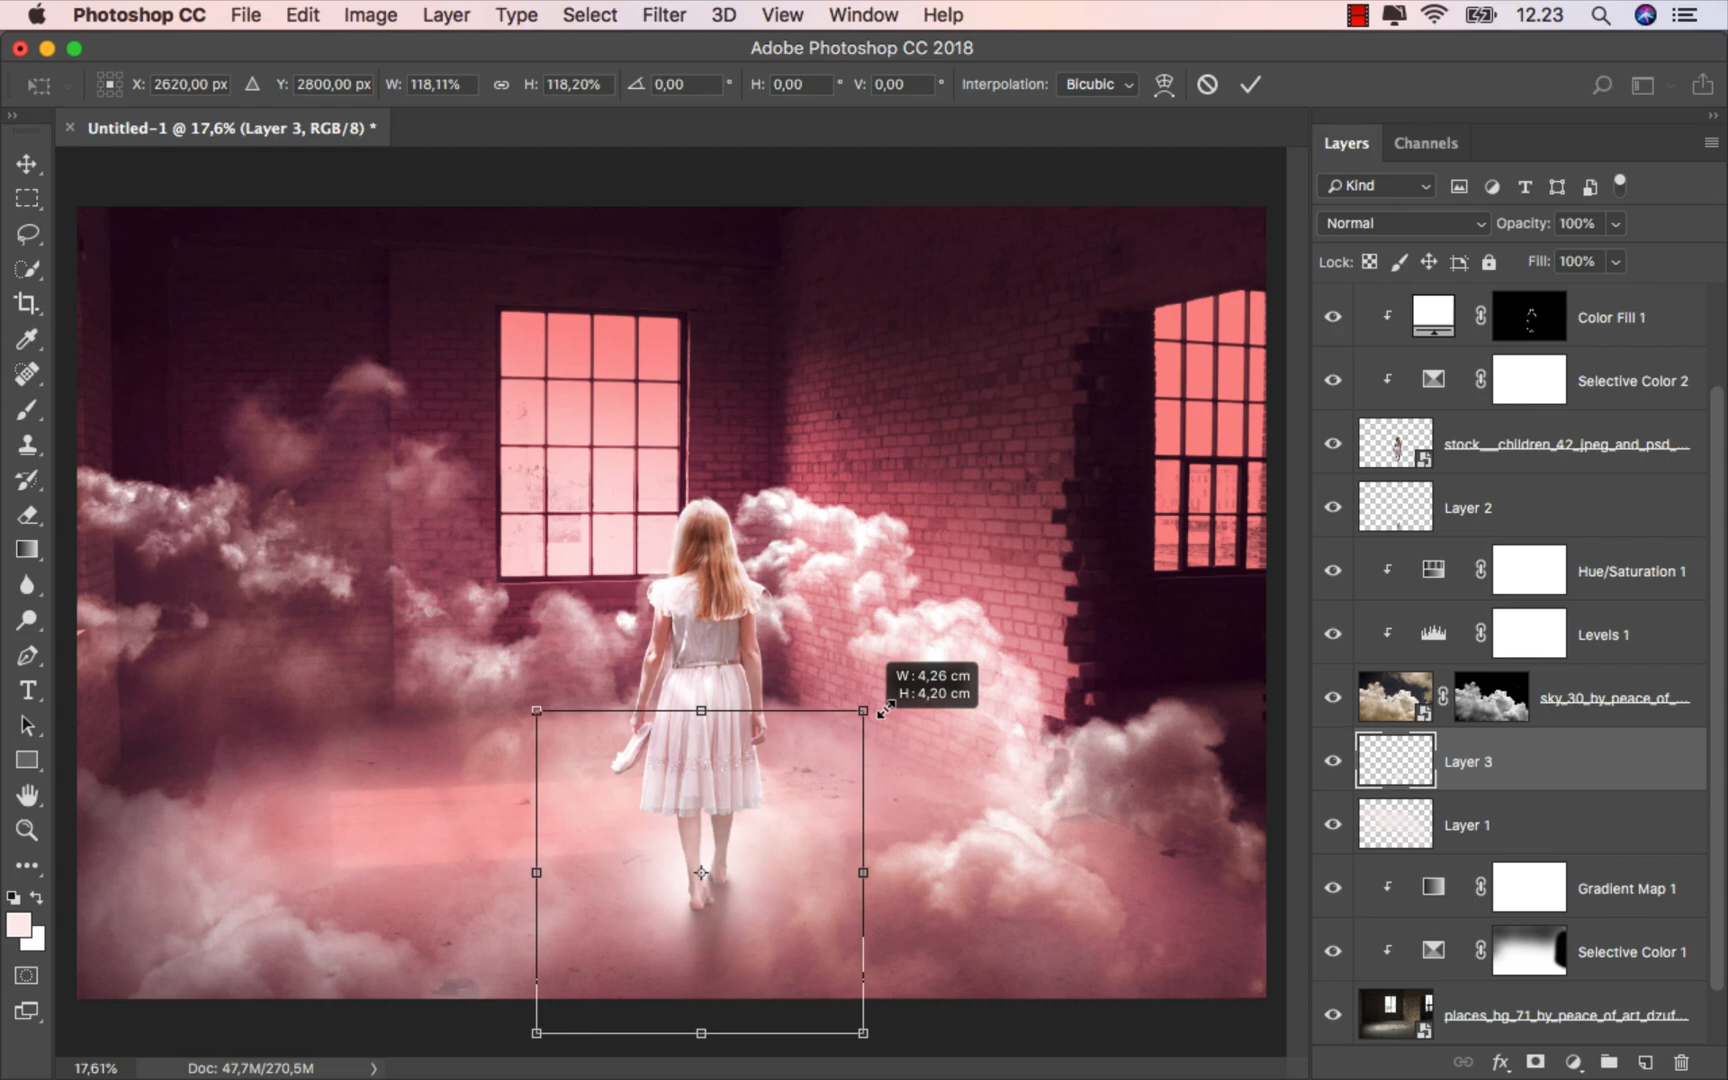 Photoshop CC File Edit Image Layer Type Select Filter 3D View Window Help 12.23
Adobe Photoshop CC 2018
X: 2620,00 px Y: 2800,00 px W: 118,11% H: 118,20% 0,00 ° H: 0,00 ° V: 0,00 ° Interpolation: Bicubic
× Untitled-1 @ 17,6% (Layer 3, RGB/8) *
Layers Channels
Kind
Normal Opacity: 100%
Lock: Fill: 100%
Color Fill 1
Selective Color 2
stock__children_42_jpeg_and_psd_...
Layer 2
Hue/Saturation 1
Levels 1
W: 4,26 cm
H: 4,20 cm
sky_30_by_peace_of_...
Layer 3
Layer 1
Gradient Map 1
Selective Color 1
places_bg_71_by_peace_of_art_dzuf...
17,61% Doc: 47,7M/270,5M
fx